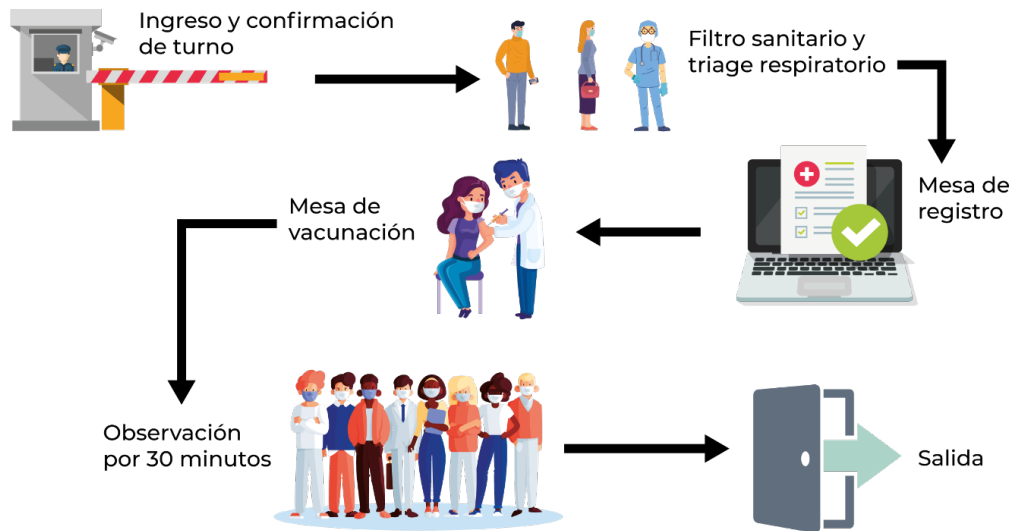 Ingreso y confirmación
de turno
Filtro sanitario y
triage respiratorio
Mesa de
registro
Mesa de
vacunación
Observación
por 30 minutos
Salida